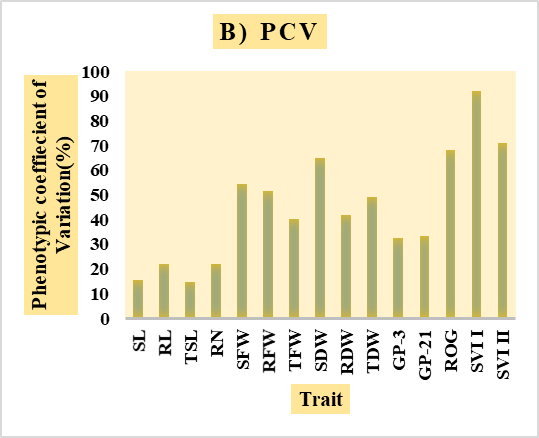 B) PCV
Phenotypic coeffiecient of
Variation(%)
100
90
80
70
60
50
40
30
20
10
0
SL
RL
TSL
RN
SFW
RFW
TFW
SDW
RDW
TDW
GP-3
GP-21
ROG
SVI I
SVI II
Trait